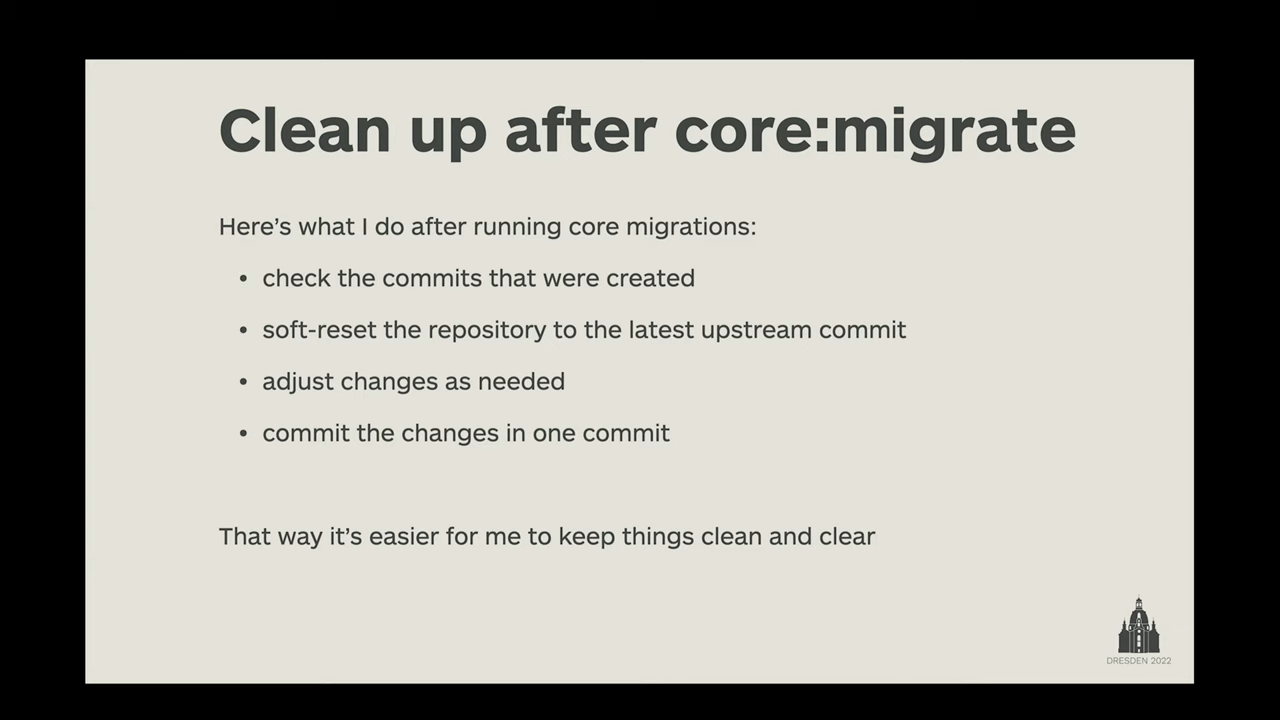 Clean up after core:migrate
Here’s what I do after running core migrations:
• check the commits that were created
• soft-reset the repository to the latest upstream commit
• adjust changes as needed
• commit the changes in one commit
That way it’s easier for me to keep things clean and clear
DRESDEN 2022